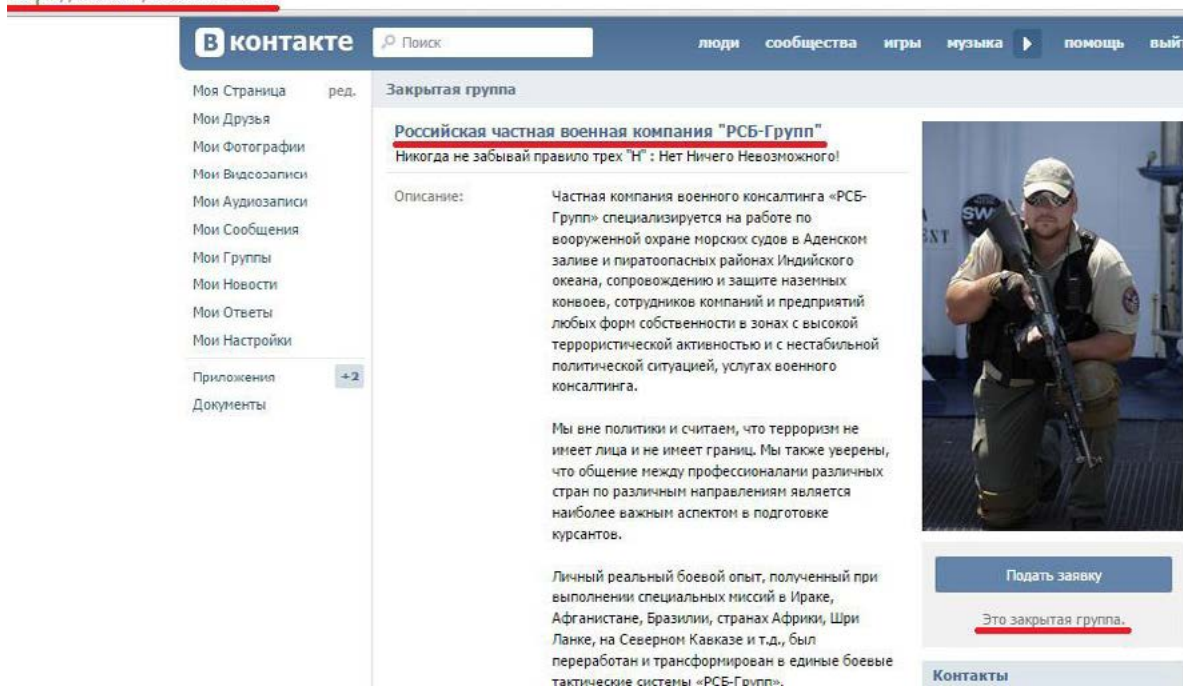 В контакте
Поиск
люди сообщества игры музыка помощь
Моя Страница ред.
Мои Друзья
Мои Фотографии
Мои Видеозаписи
Мои Аудиозаписи
Мои Сообщения
Мои Группы
Мои Новости
Мои Ответы
Мои Настройки
Приложения +2
Документы
Закрытая группа
Российская частная военная компания "РСБ-Групп"
Никогда не забывай правило трех "Н" : Нет Ничего Невозможного!
Описание:
Частная компания военного консалтинга «РСБ-
Групп» специализируется на работе по
вооруженной охране морских судов в Аденском
заливе и пиратоопасных районах Индийского
океана, сопровождению и защите наземных
конвоев, сотрудников компаний и предприятий
любых форм собственности в зонах с высокой
террористической активностью и с нестабильной
политической ситуацией, услугах военного
консалтинга.
Мы вне политики и считаем, что терроризм не
имеет лица и не имеет границ. Мы также уверены,
что общение между профессионалами различных
стран по различным направлениям является
наиболее важным аспектом в подготовке
курсантов.
Личный реальный боевой опыт, полученный при
выполнении специальных миссий в Ираке,
Афганистане, Бразилии, странах Африки, Шри
Ланке, на Северном Кавказе и т.д., был
переработан и трансформирован в единые боевые
тактические системы «РСБ-Групп».
SW
Подать заявку
Это закрытая группа.
Контакты